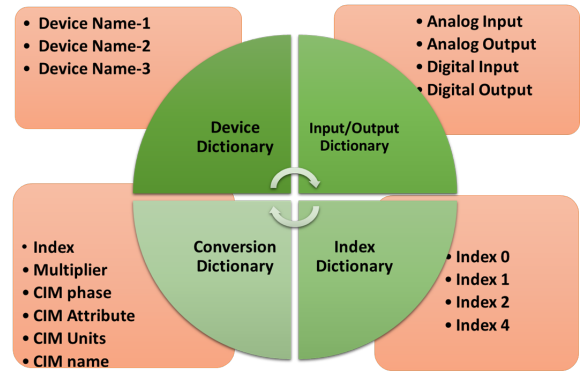 • Device Name-1
• Device Name-2
• Device Name-3
• Analog Input
• Analog Output
• Digital Input
• Digital Output
Device
Dictionary
Input/Output
Dictionary
Conversion
Dictionary
Index
Dictionary
• Index
• Multiplier
• CIM phase
• CIM Attribute
• CIM Units
• CIM name
• Index 0
• Index 1
• Index 2
• Index 4